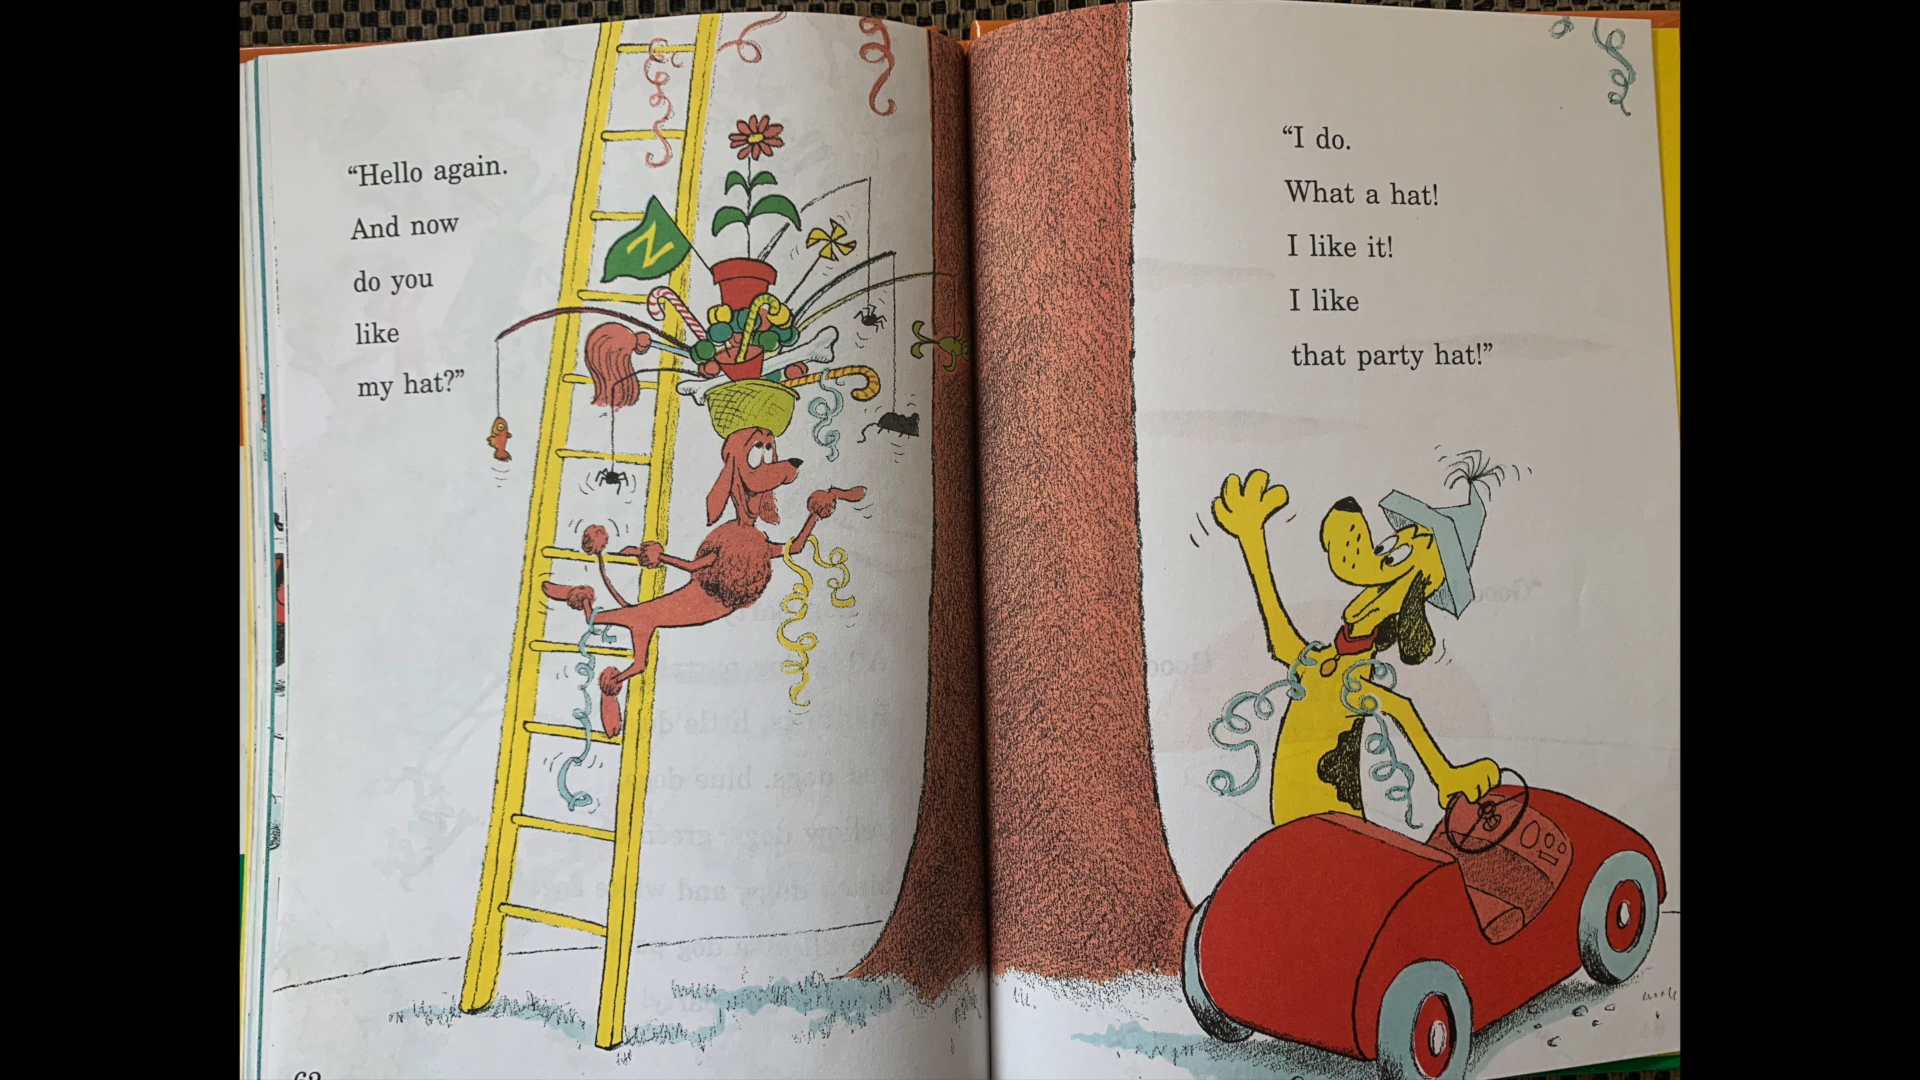 “Hello again.
And now
do you
like
my hat?”
N
“I do.
What a hat!
I like it!
I like
that party hat!”